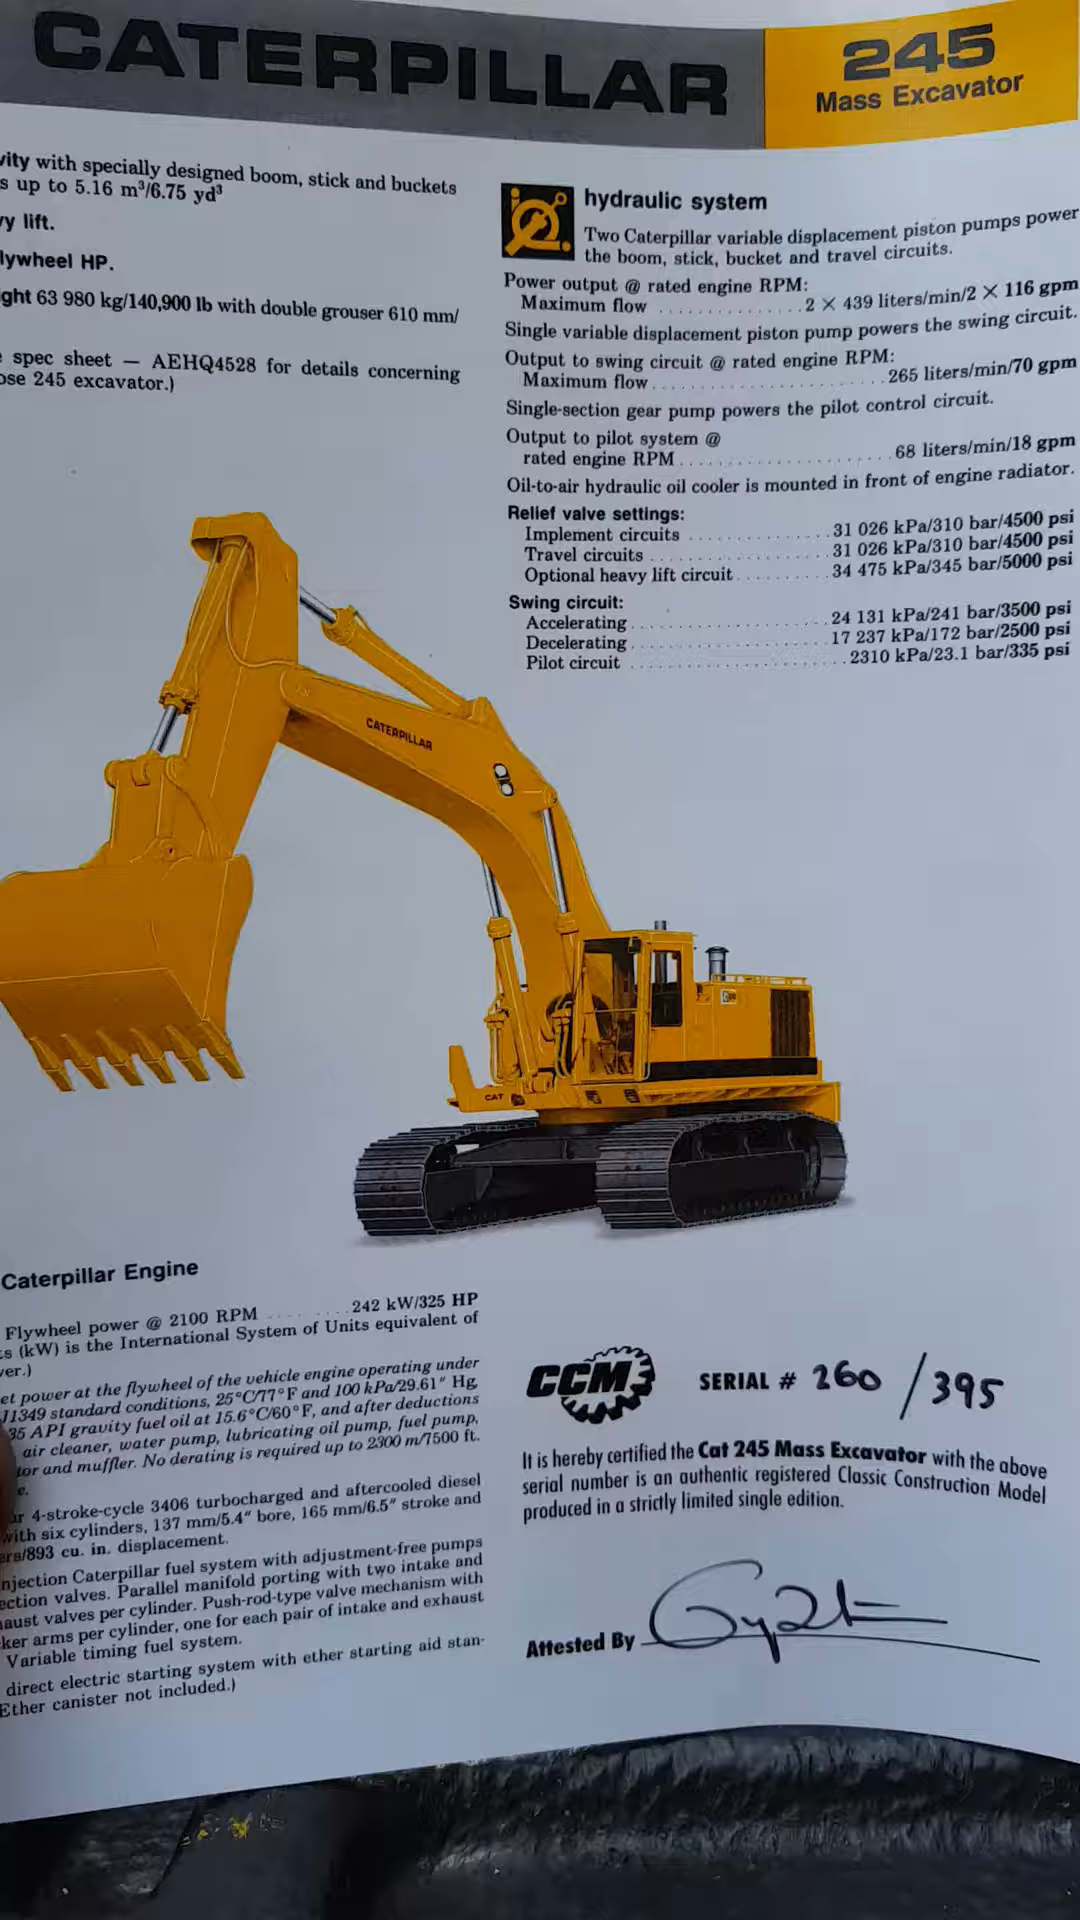 CATERPILLAR
245
Mass Excavator
vity with specially designed boom, stick and buckets
s up to 5.16 m³/6.75 yd³
vy lift.
lywheel HP.
ght 63 980 kg/140,900 lb with double grouser 610 mm/
e spec sheet — AEHQ4528 for details concerning
ose 245 excavator.)
hydraulic system
Two Caterpillar variable displacement piston pumps power
the boom, stick, bucket and travel circuits.
Power output @ rated engine RPM:
Maximum flow ............... 2 × 439 liters/min/2 × 116 gpm
Single variable displacement piston pump powers the swing circuit.
Output to swing circuit @ rated engine RPM:
Maximum flow ........................ 265 liters/min/70 gpm
Single-section gear pump powers the pilot control circuit.
Output to pilot system @
rated engine RPM ...................... 68 liters/min/18 gpm
Oil-to-air hydraulic oil cooler is mounted in front of engine radiator.
Relief valve settings:
Implement circuits ............... 31 026 kPa/310 bar/4500 psi
Travel circuits .................. 31 026 kPa/310 bar/4500 psi
Optional heavy lift circuit .......... 34 475 kPa/345 bar/5000 psi
Swing circuit:
Accelerating .................... 24 131 kPa/241 bar/3500 psi
Decelerating .................... 17 237 kPa/172 bar/2500 psi
Pilot circuit ...................... 2310 kPa/23.1 bar/335 psi
CATERPILLAR
CAT
Caterpillar Engine
Flywheel power @ 2100 RPM ......... 242 kW/325 HP
ts (kW) is the International System of Units equivalent of
ver.)
et power at the flywheel of the vehicle engine operating under
J1349 standard conditions, 25°C/77°F and 100 kPa/29.61″ Hg,
35 API gravity fuel oil at 15.6°C/60°F, and after deductions
air cleaner, water pump, lubricating oil pump, fuel pump,
tor and muffler. No derating is required up to 2300 m/7500 ft.
e.
ar 4-stroke-cycle 3406 turbocharged and aftercooled diesel
with six cylinders, 137 mm/5.4″ bore, 165 mm/6.5″ stroke and
ers/893 cu. in. displacement.
njection Caterpillar fuel system with adjustment-free pumps
ection valves. Parallel manifold porting with two intake and
haust valves per cylinder. Push-rod-type valve mechanism with
ker arms per cylinder, one for each pair of intake and exhaust
Variable timing fuel system.
direct electric starting system with ether starting aid stan-
Ether canister not included.)
CCM
SERIAL # 260 / 395
It is hereby certified the Cat 245 Mass Excavator with the above
serial number is an authentic registered Classic Construction Model
produced in a strictly limited single edition.
Attested By